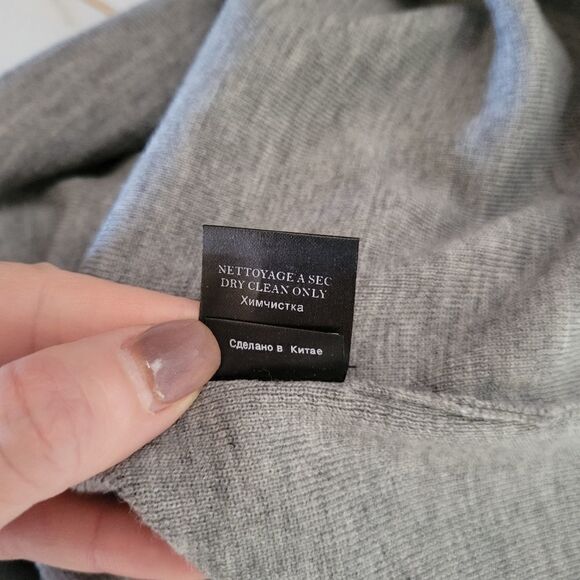 NETTOYAGE A SEC
DRY CLEAN ONLY
Химчистка
Сделано в Китае